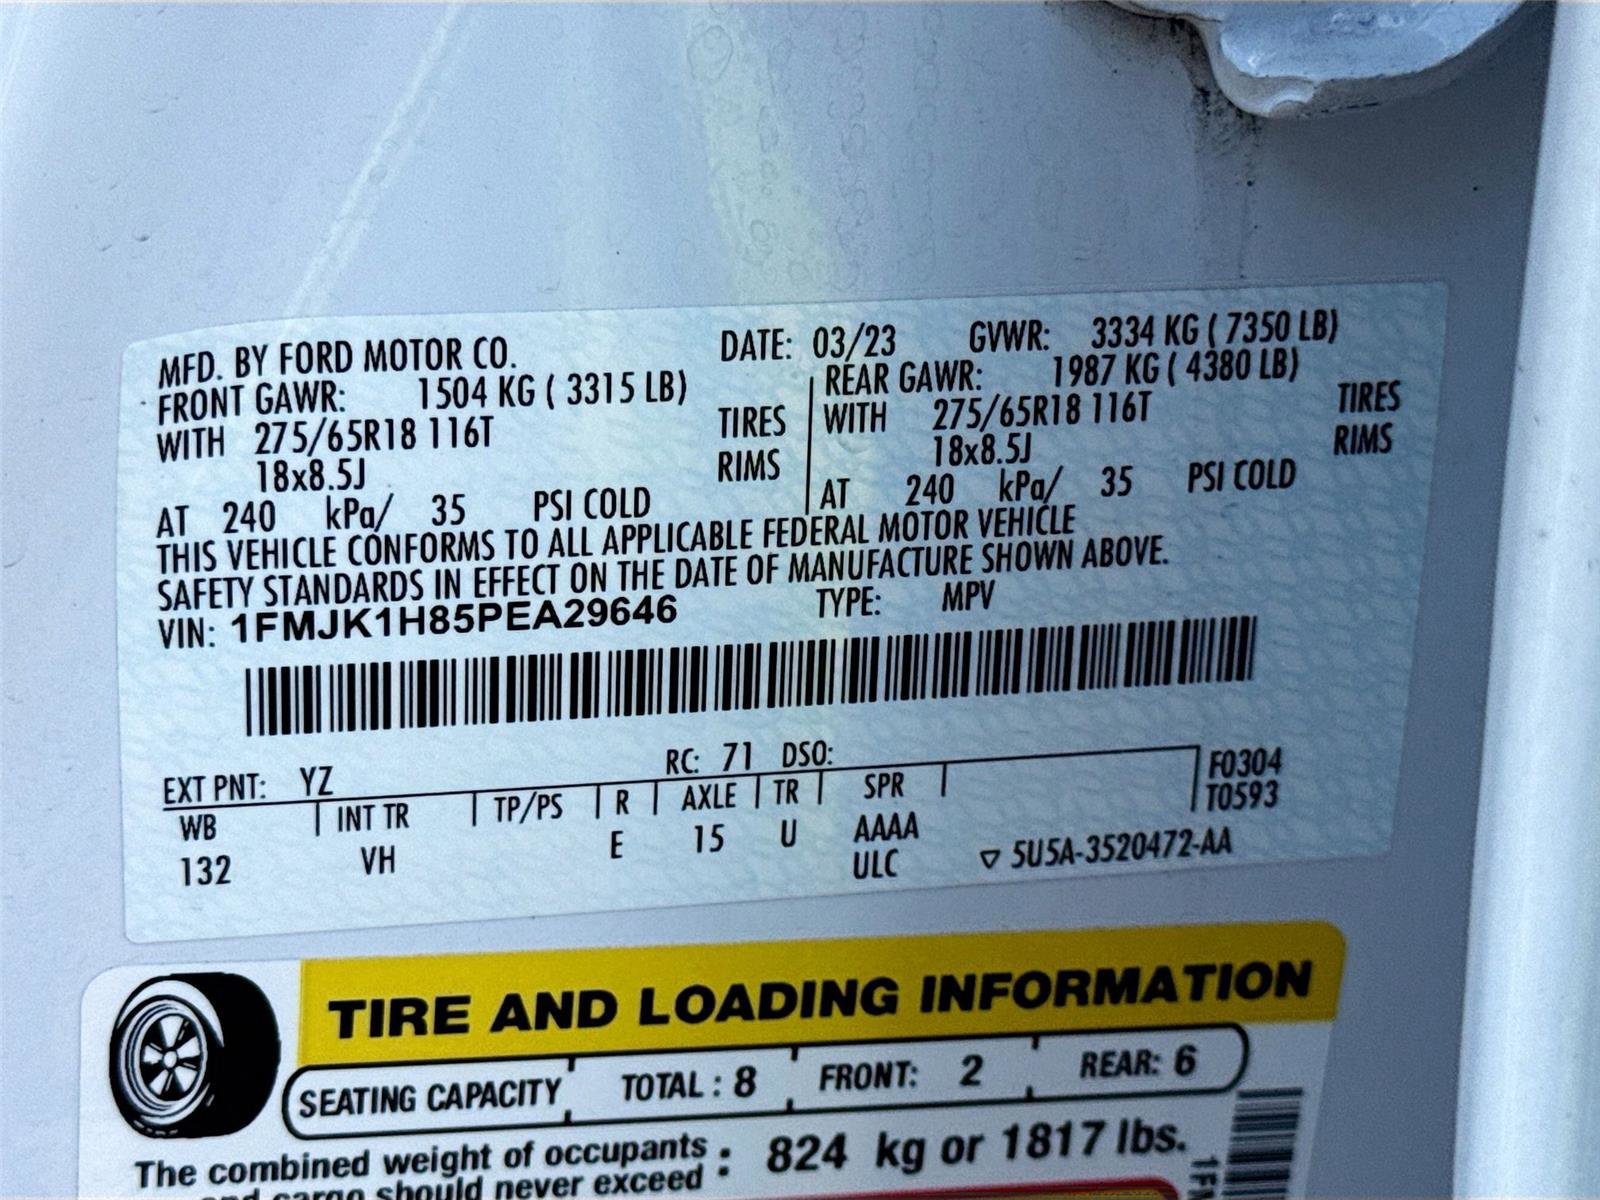 MFD. BY FORD MOTOR CO. DATE: 03/23 GVWR: 3334 KG ( 7350 LB)
FRONT GAWR: 1504 KG ( 3315 LB) REAR GAWR: 1987 KG ( 4380 LB)
WITH 275/65R18 116T TIRES WITH 275/65R18 116T TIRES
18x8.5J RIMS 18x8.5J RIMS
AT 240 kPa/ 35 PSI COLD AT 240 kPa/ 35 PSI COLD
THIS VEHICLE CONFORMS TO ALL APPLICABLE FEDERAL MOTOR VEHICLE
SAFETY STANDARDS IN EFFECT ON THE DATE OF MANUFACTURE SHOWN ABOVE.
VIN: 1FMJK1H85PEA29646 TYPE: MPV
EXT PNT: YZ RC: 71 DSO: F0304
WB INT TR TP/PS R AXLE TR SPR T0593
132 VH E 15 U AAAA
ULC ▽ 5U5A-3520472-AA
TIRE AND LOADING INFORMATION
SEATING CAPACITY TOTAL : 8 FRONT: 2 REAR: 6
The combined weight of occupants : 824 kg or 1817 lbs.
and cargo should never exceed